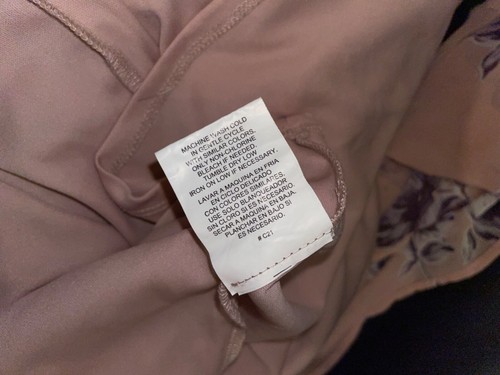 MACHINE WASH COLD
IN GENTLE CYCLE
WITH SIMILAR COLORS.
ONLY NON-CHLORINE
BLEACH IF NEEDED.
TUMBLE DRY LOW
IRON ON LOW IF NECESSARY.
LAVAR A MAQUINA EN FRIA
EN CICLO DELICADO
CON COLORES SIMILARES.
USE SOLO BLANQUEADOR
SIN CLORO SI ES NECESARIO.
SECAR A MAQUINA EN BAJA.
PLANCHAR EN BAJO SI
ES NECESARIO.
# C21